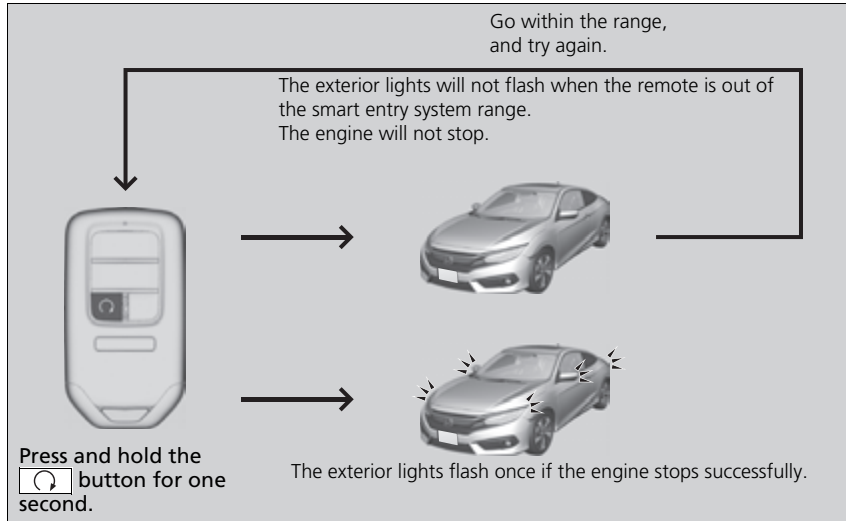 Go within the range,
and try again.
The exterior lights will not flash when the remote is out of
the smart entry system range.
The engine will not stop.
Press and hold the
button for one
second.
The exterior lights flash once if the engine stops successfully.